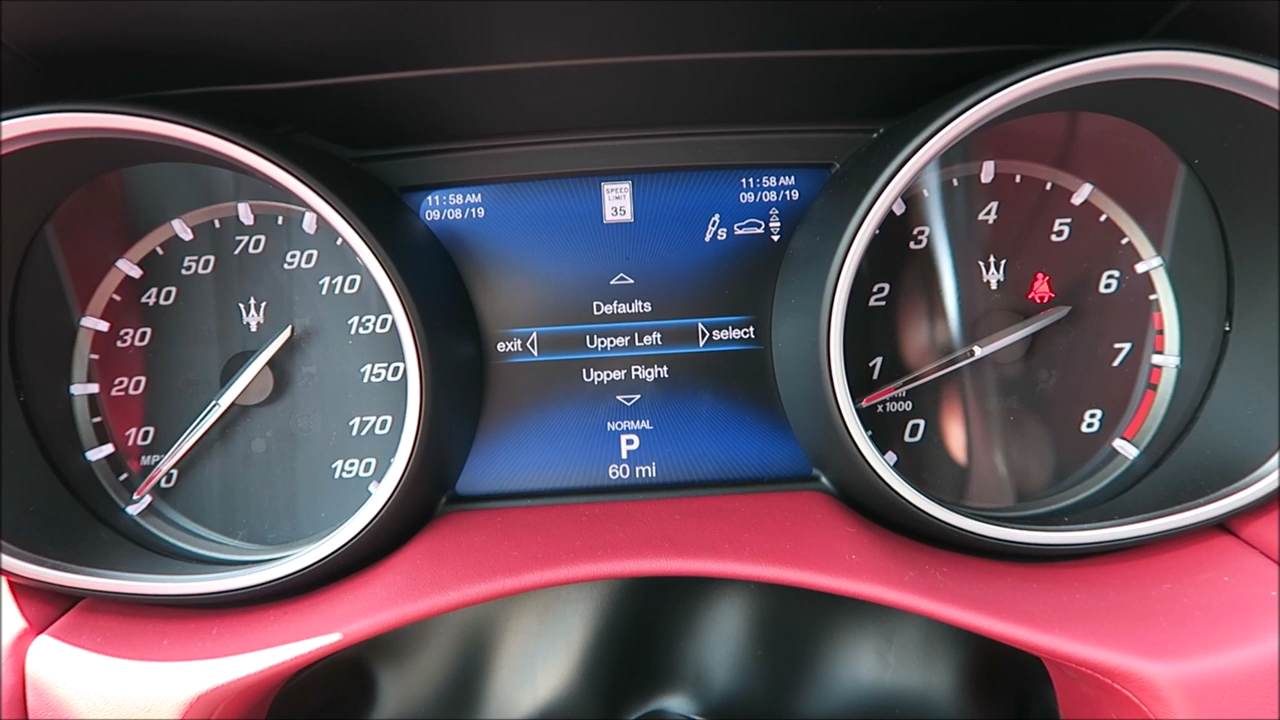 11:58 AM
09/08/19
SPEED
LIMIT
35
11:58 AM
09/08/19
S
Defaults
exit
Upper Left
select
Upper Right
NORMAL
P
60 mi
0
10
20
30
40
50
70
90
110
130
150
170
190
0
1
2
3
4
5
6
7
8
x1000